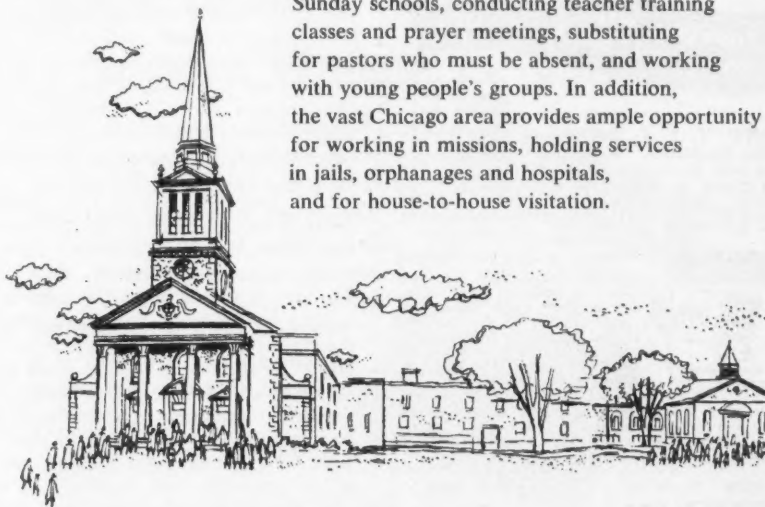 Sunday schools, conducting teacher training
classes and prayer meetings, substituting
for pastors who must be absent, and working
with young people's groups. In addition,
the vast Chicago area provides ample opportunity
for working in missions, holding services
in jails, orphanages and hospitals,
and for house-to-house visitation.